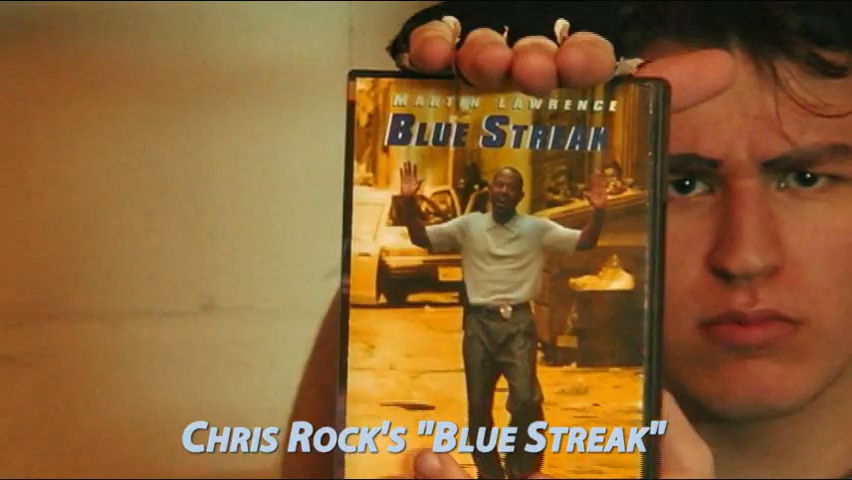 MARTIN LAWRENCE
BLUE STREAK
CHRIS ROCK'S "BLUE STREAK"